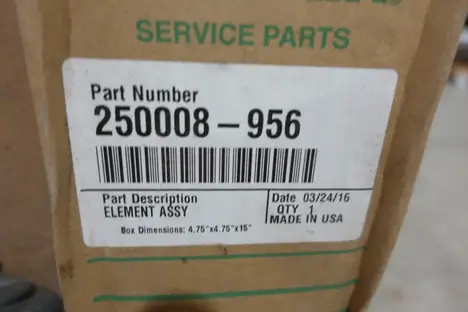 SERVICE PARTS
Part Number
250008-956
Part Description
ELEMENT ASSY
Date 03/24/16
QTY 1
MADE IN USA
Box Dimensions: 4.75"x4.75"x15"